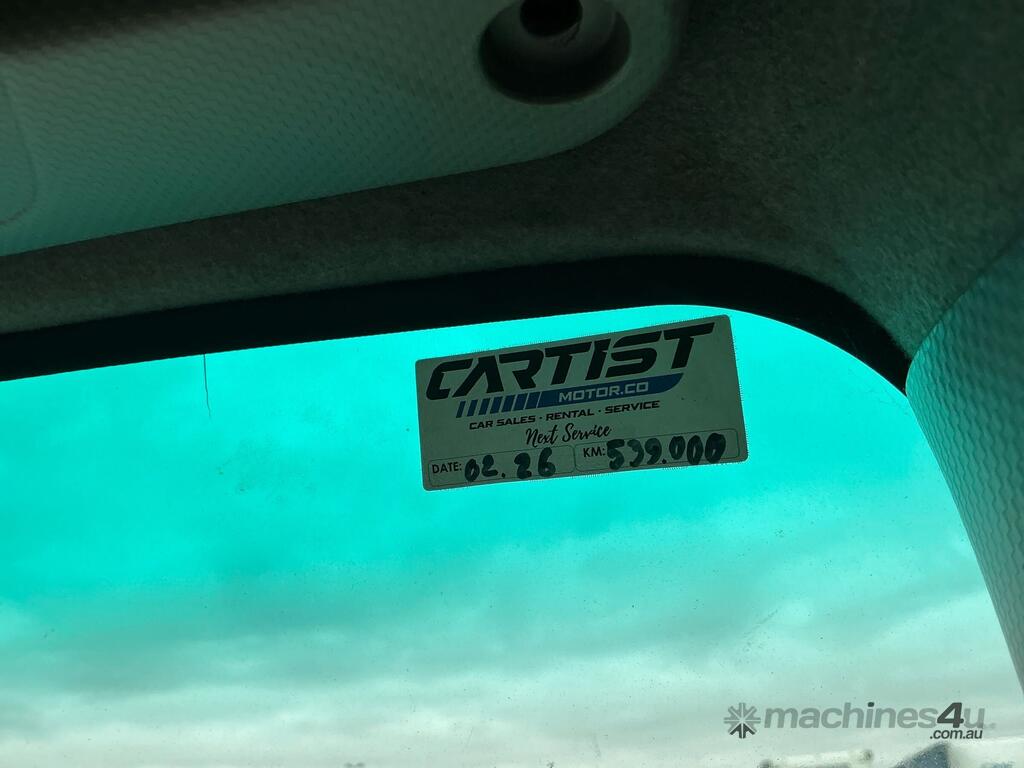 CARTIST
MOTOR.CO
CAR SALES · RENTAL · SERVICE
Next Service
DATE: 02.26 KM: 539.000
machines4u
.com.au